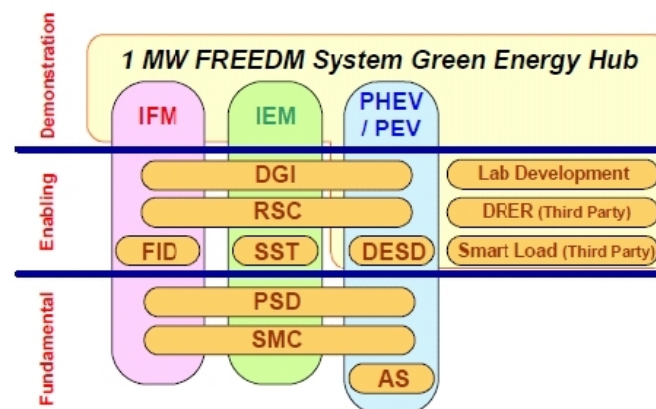 Demonstration
1 MW FREEDM System Green Energy Hub
IFM
IEM
PHEV
/ PEV
Enabling
DGI
Lab Development
RSC
DRER (Third Party)
FID
SST
DESD
Smart Load (Third Party)
Fundamental
PSD
SMC
AS